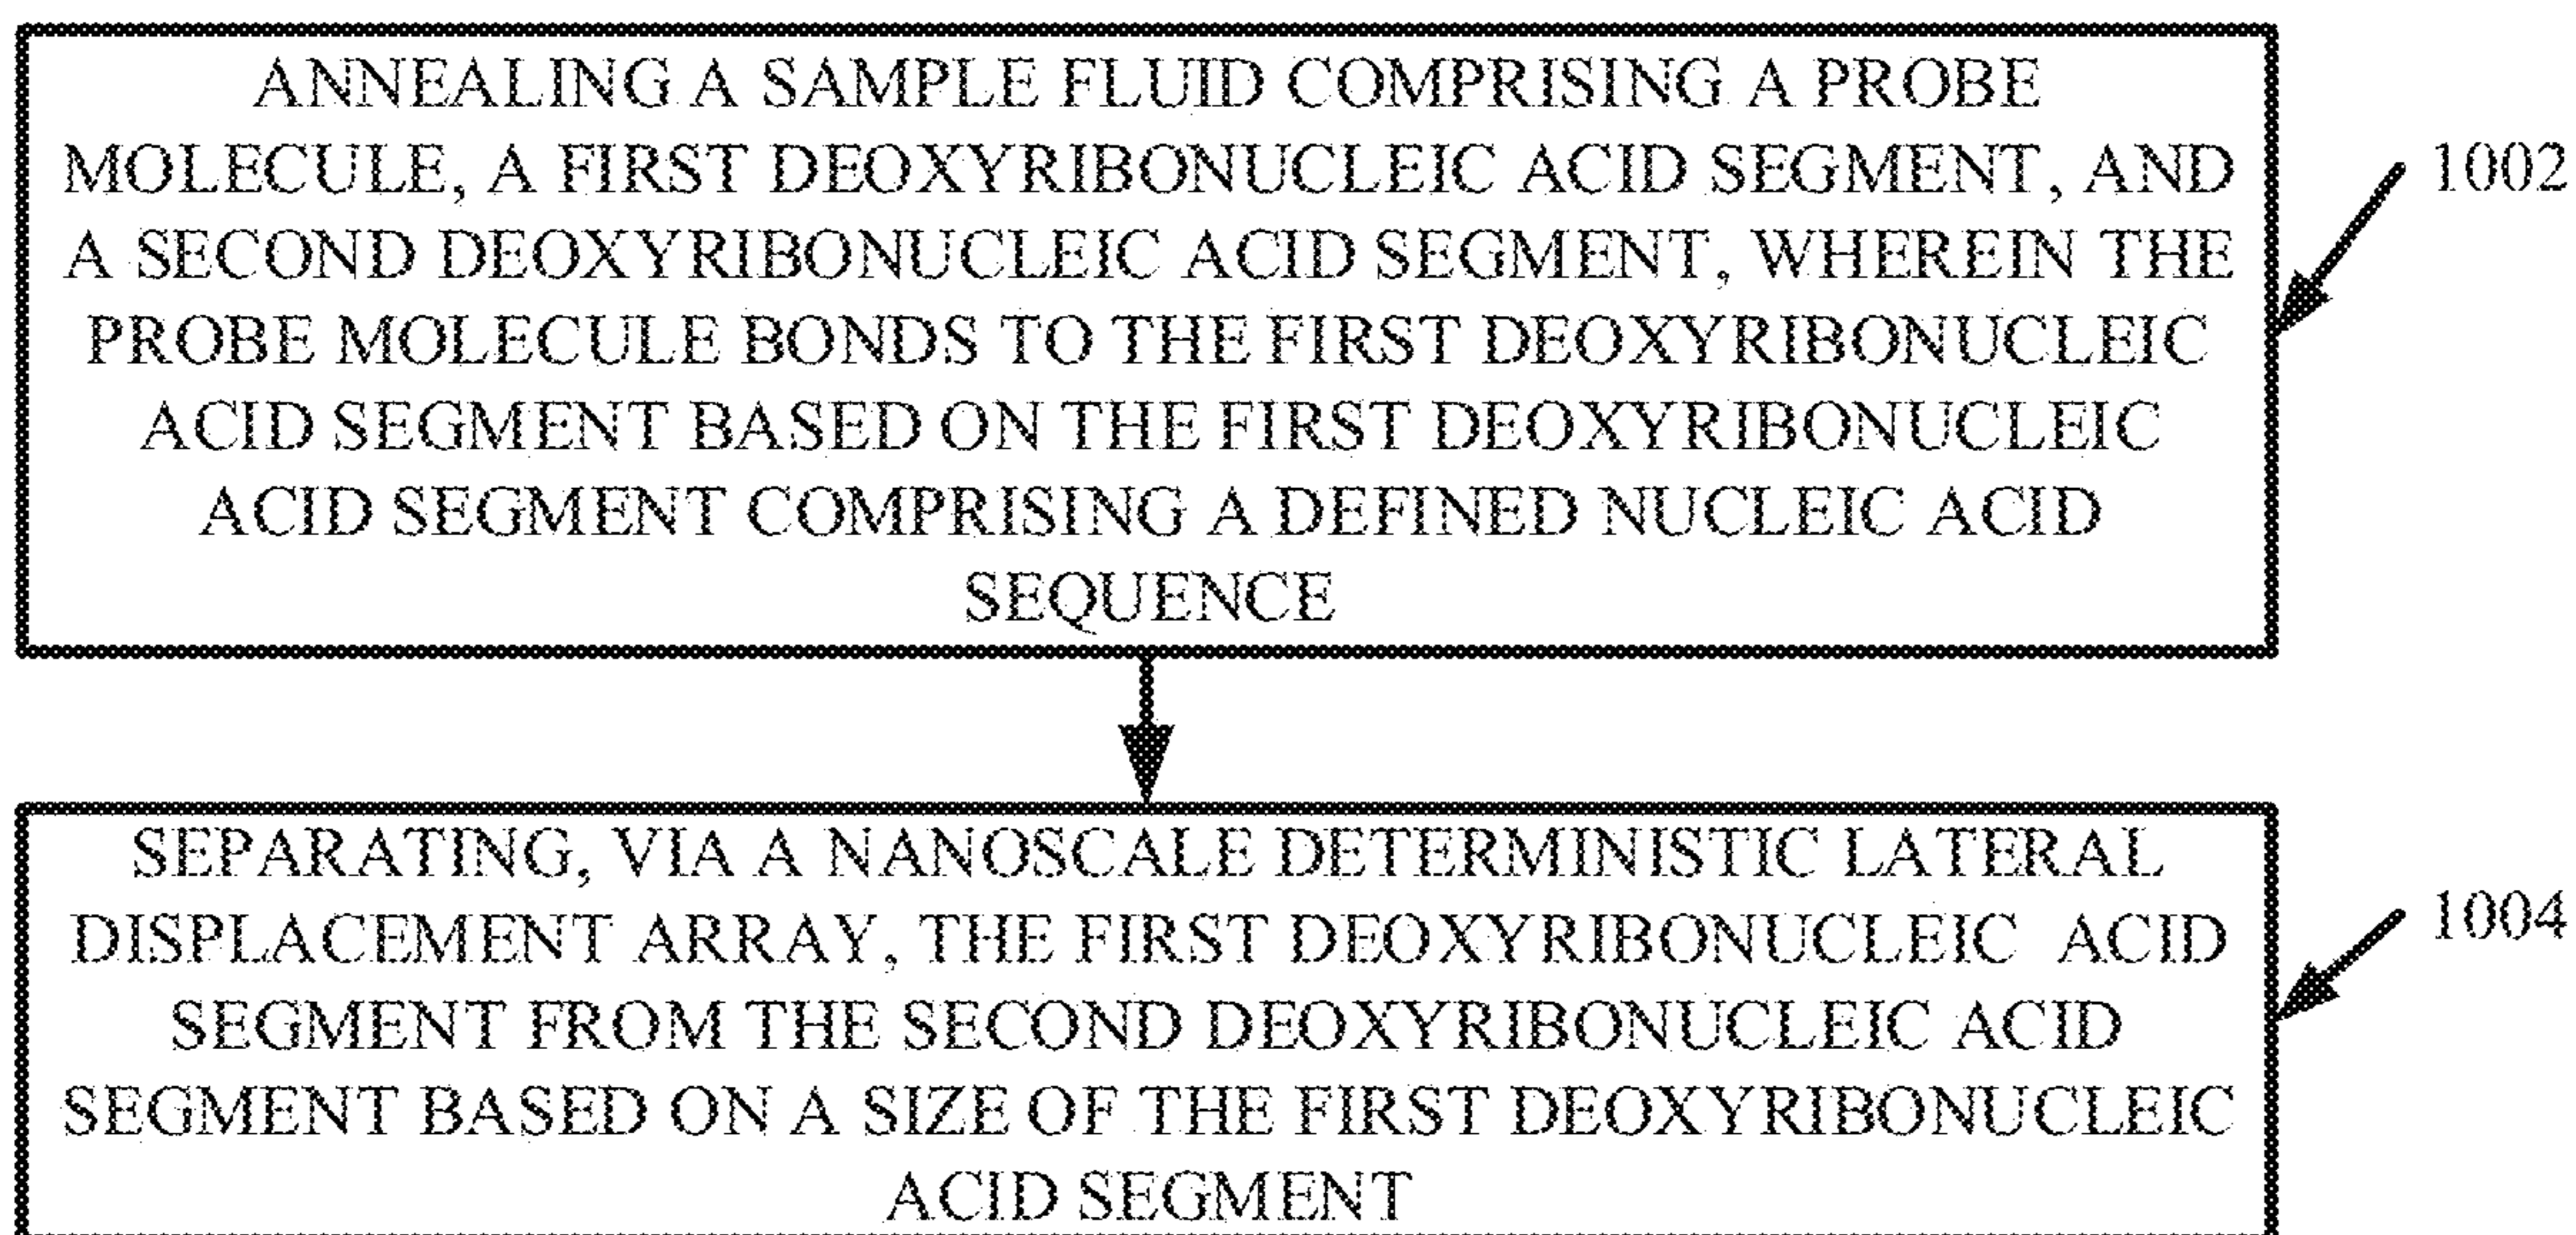 ANNEALING A SAMPLE FLUID COMPRISING A PROBE
MOLECULE, A FIRST DEOXYRIBONUCLEIC ACID SEGMENT, AND
A SECOND DEOXYRIBONUCLEIC ACID SEGMENT, WHEREIN THE
PROBE MOLECULE BONDS TO THE FIRST DEOXYRIBONUCLEIC
ACID SEGMENT BASED ON THE FIRST DEOXYRIBONUCLEIC
ACID SEGMENT COMPRISING A DEFINED NUCLEIC ACID
SEQUENCE
1002
SEPARATING, VIA A NANOSCALE DETERMINISTIC LATERAL
DISPLACEMENT ARRAY, THE FIRST DEOXYRIBONUCLEIC ACID
SEGMENT FROM THE SECOND DEOXYRIBONUCLEIC ACID
SEGMENT BASED ON A SIZE OF THE FIRST DEOXYRIBONUCLEIC
ACID SEGMENT
1004